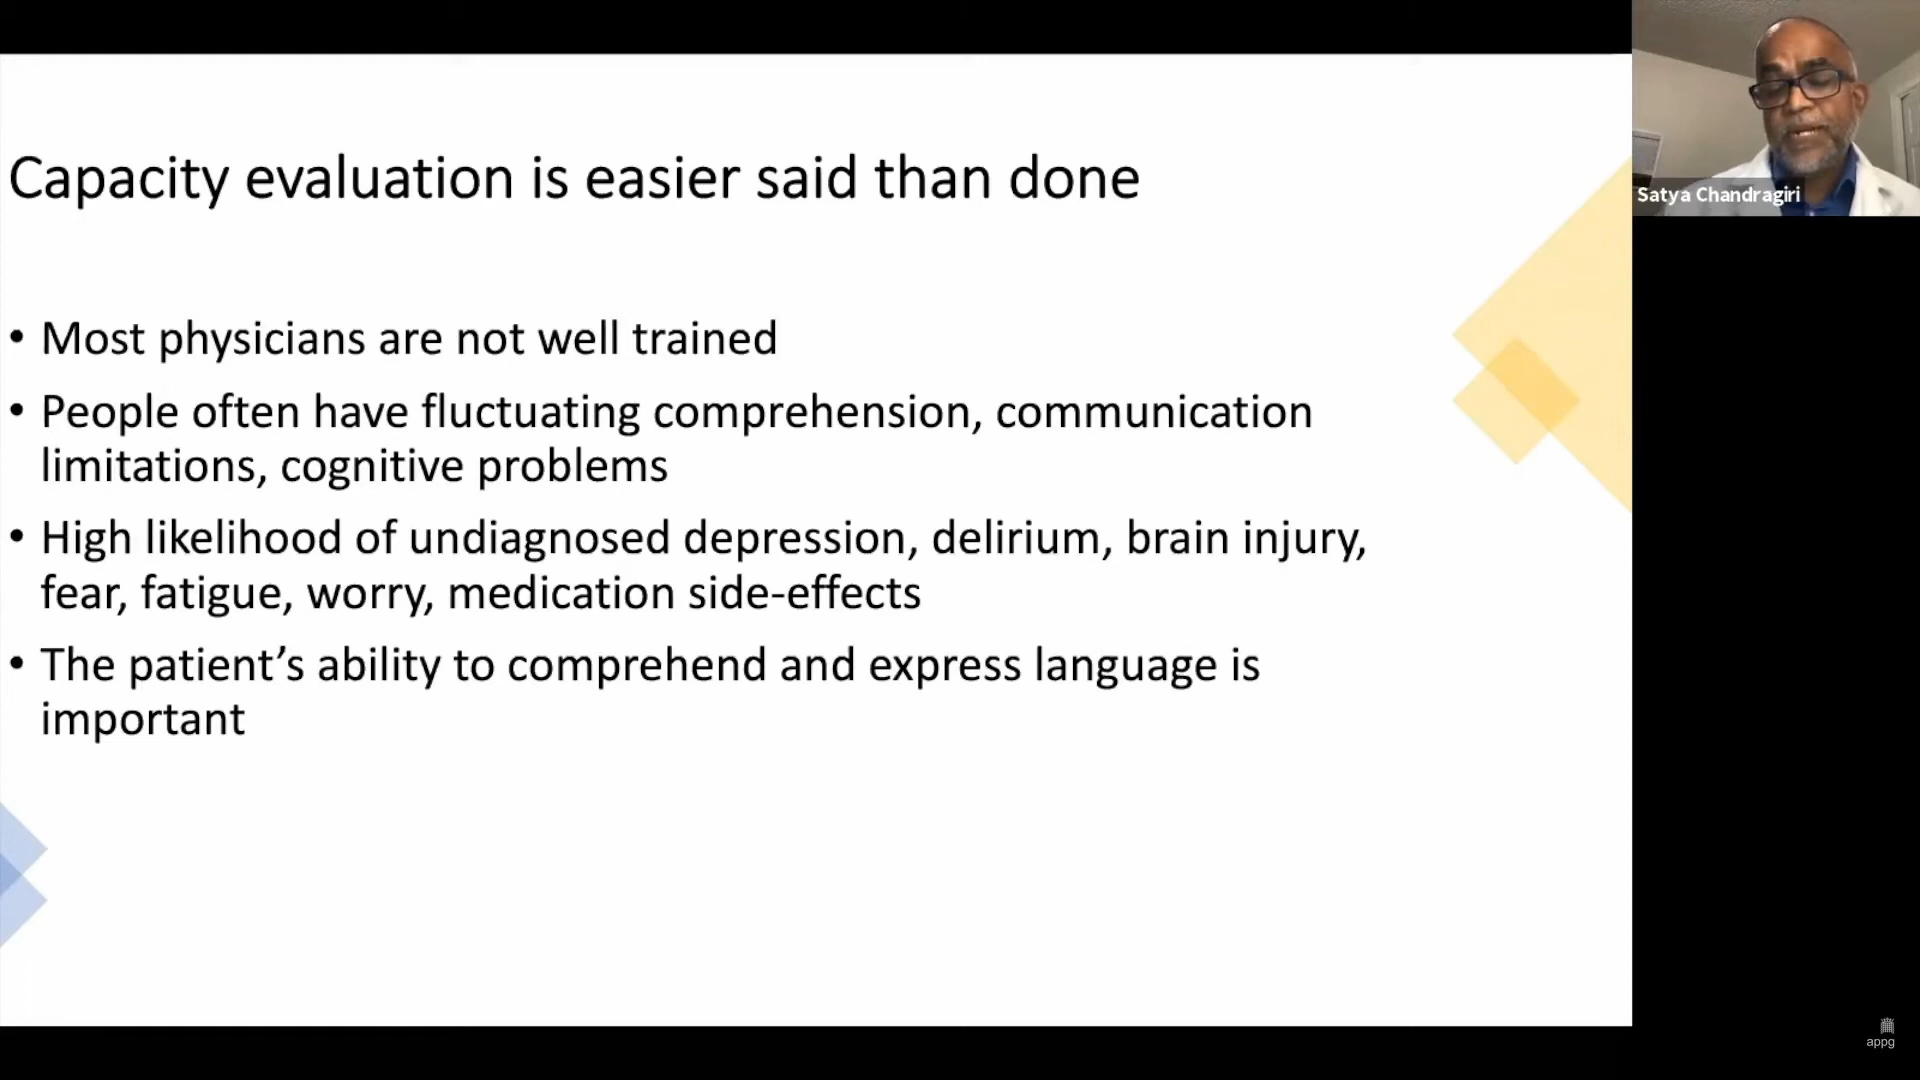 Capacity evaluation is easier said than done
• Most physicians are not well trained
• People often have fluctuating comprehension, communication
limitations, cognitive problems
• High likelihood of undiagnosed depression, delirium, brain injury,
fear, fatigue, worry, medication side-effects
• The patient’s ability to comprehend and express language is
important
Satya Chandragiri
appg